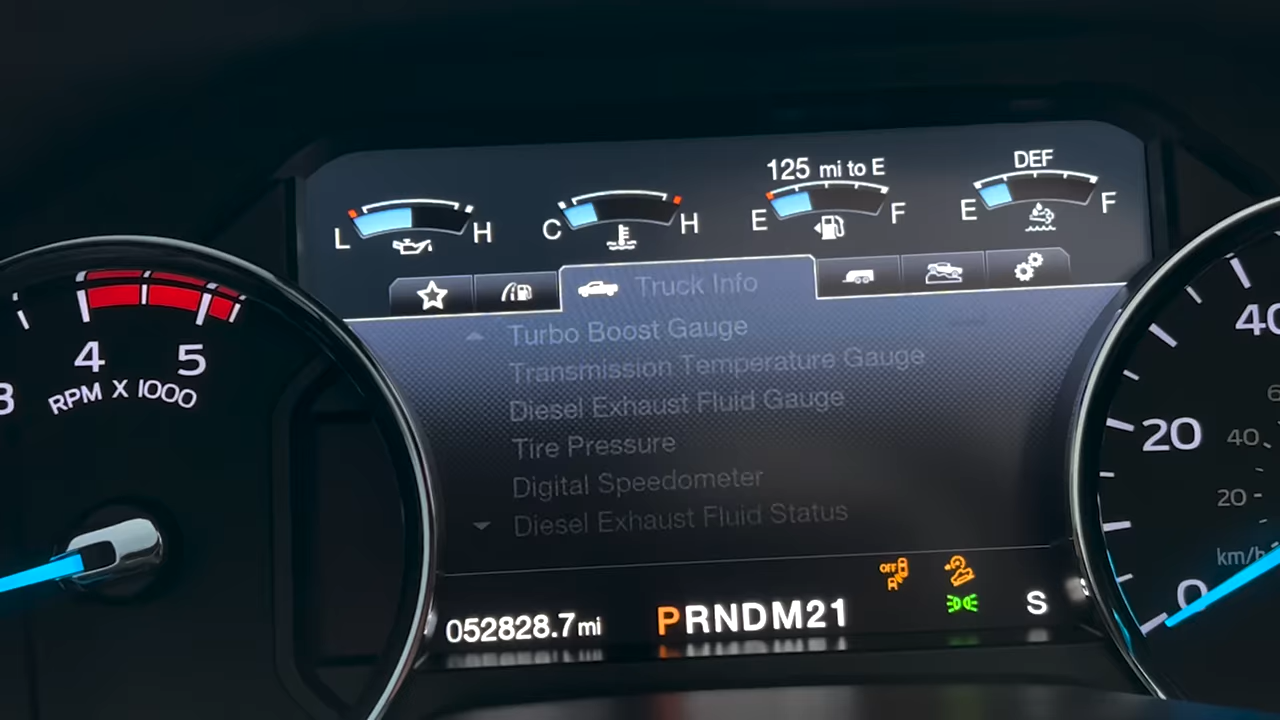 125 mi to E
DEF
L H
C H
E F
E F
Truck Info
Turbo Boost Gauge
Transmission Temperature Gauge
Diesel Exhaust Fluid Gauge
Tire Pressure
Digital Speedometer
Diesel Exhaust Fluid Status
3 4 5
RPM X 1000
40
20
0
40
20
km/h
OFF
052828.7 mi
PRNDM21
S